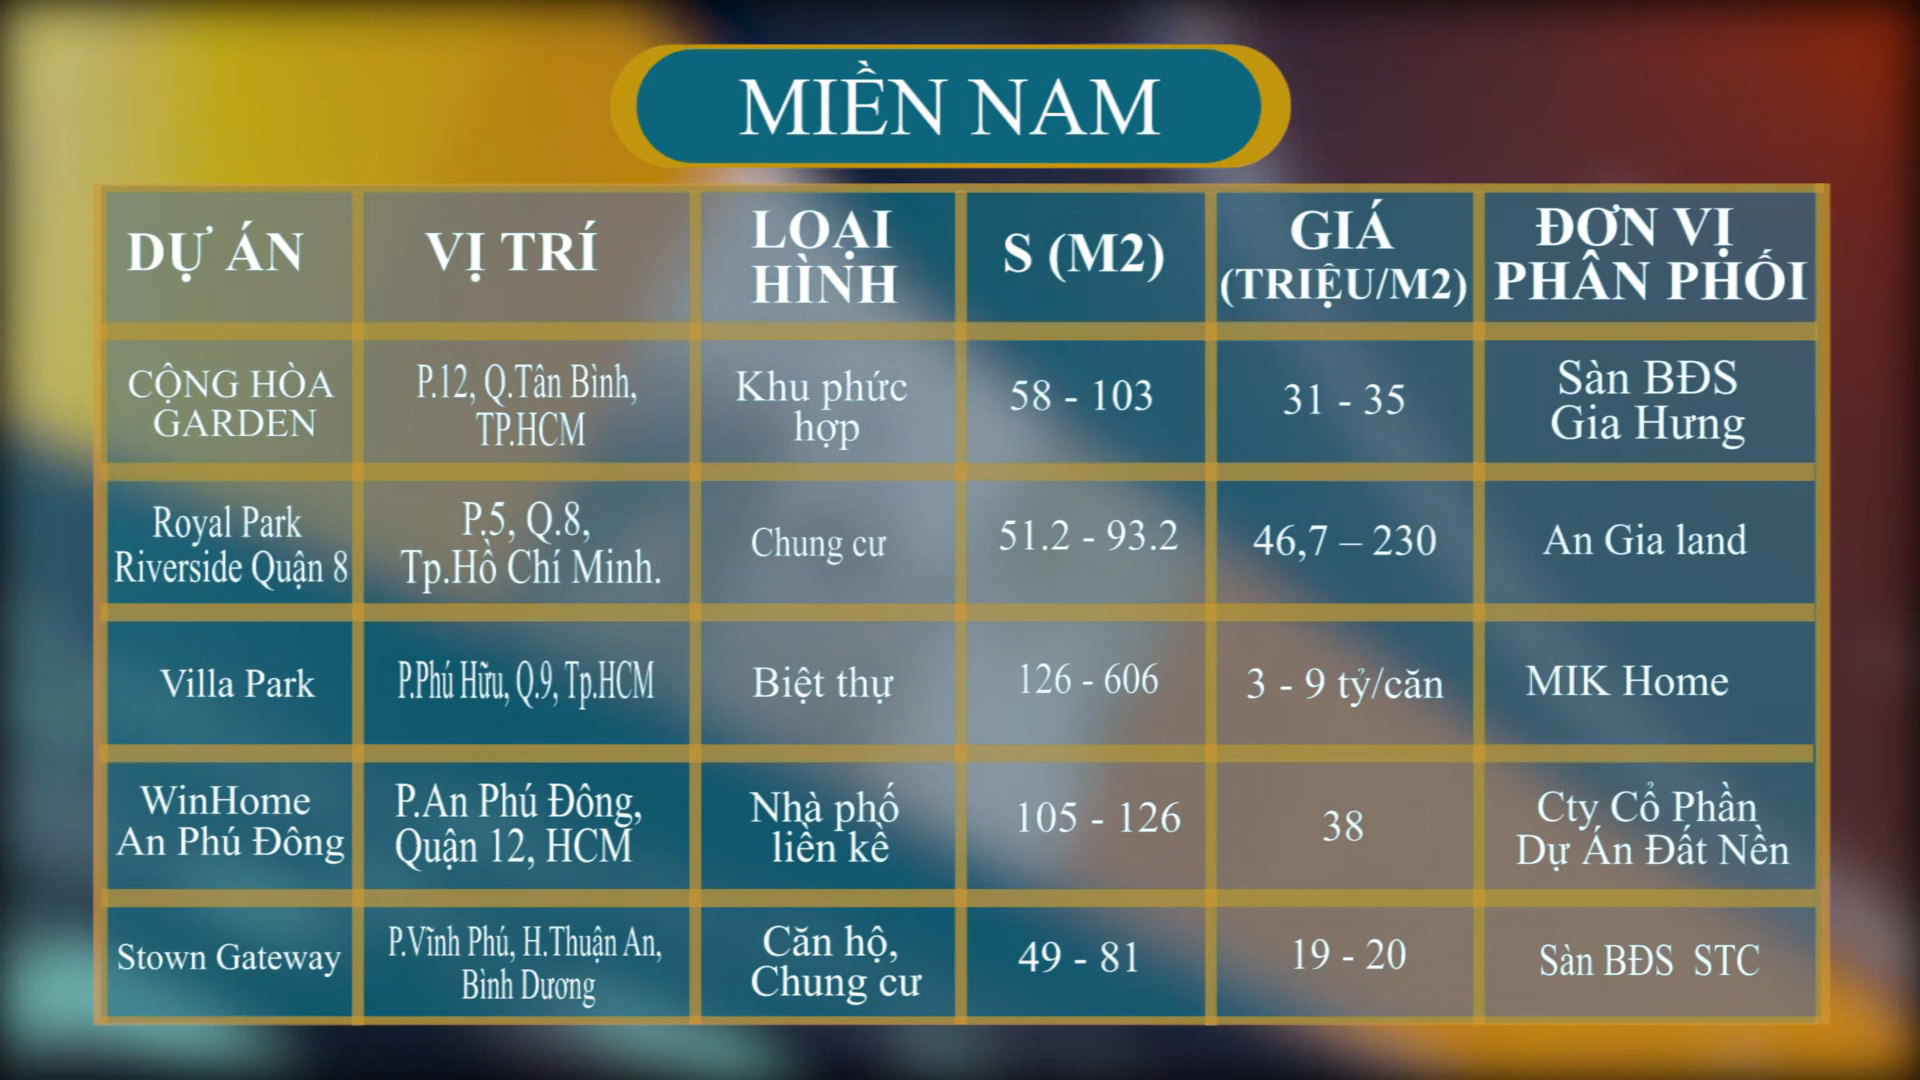 MIỀN NAM
DỰ ÁN
VỊ TRÍ
LOẠI
HÌNH
S (M2)
GIÁ
(TRIỆU/M2)
ĐƠN VỊ
PHÂN PHỐI
CỘNG HÒA
GARDEN
P.12, Q.Tân Bình,
TP.HCM
Khu phức
hợp
58 - 103
31 - 35
Sàn BĐS
Gia Hưng
Royal Park
Riverside Quận 8
P.5, Q.8,
Tp.Hồ Chí Minh.
Chung cư
51.2 - 93.2
46,7 – 230
An Gia land
Villa Park
P.Phú Hữu, Q.9, Tp.HCM
Biệt thự
126 - 606
3 - 9 tỷ/căn
MIK Home
WinHome
An Phú Đông
P.An Phú Đông,
Quận 12, HCM
Nhà phố
liền kề
105 - 126
38
Cty Cổ Phần
Dự Án Đất Nền
Stown Gateway
P.Vĩnh Phú, H.Thuận An,
Bình Dương
Căn hộ,
Chung cư
49 - 81
19 - 20
Sàn BĐS STC